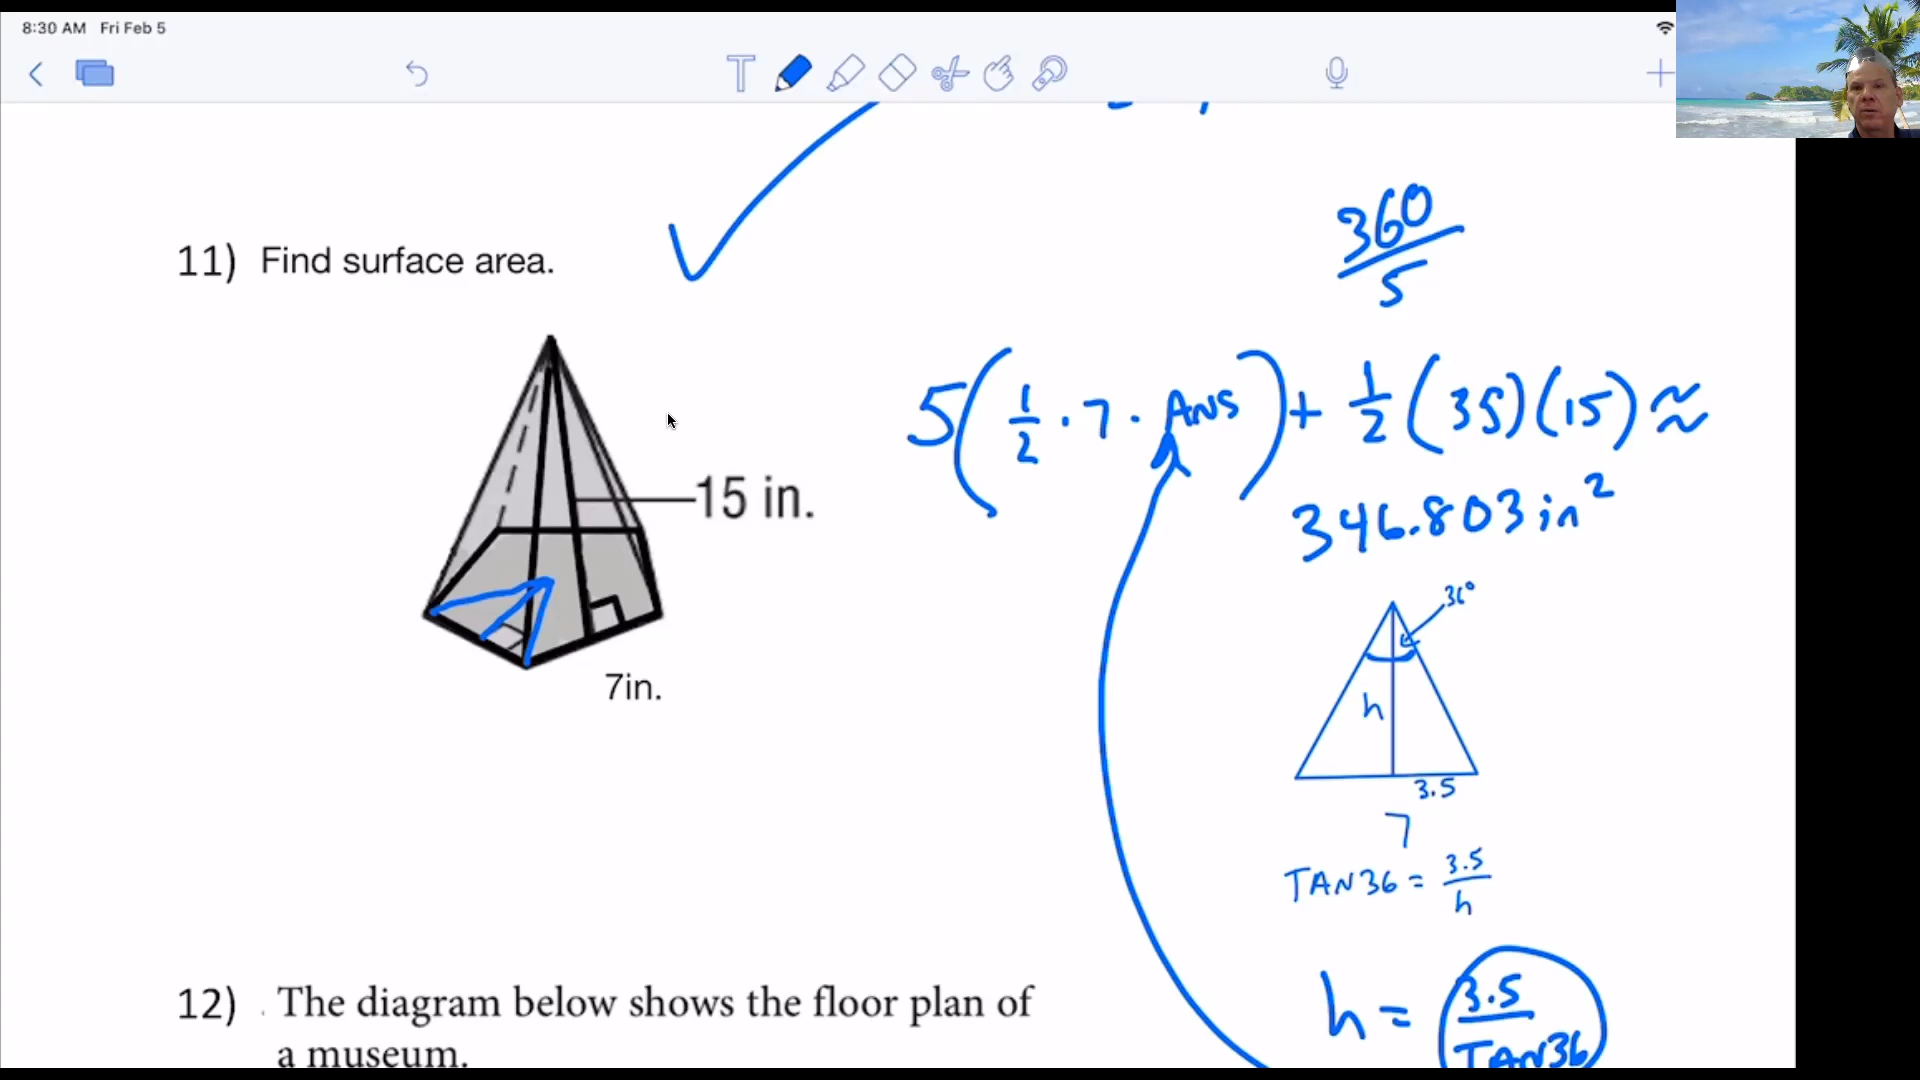 8:30 AM Fri Feb 5
T
11) Find surface area.
360
5
5(1/2 · 7 · Ans) + 1/2 (35)(15) ≈
346.803 in²
15 in.
7in.
36°
h
3.5
7
TAN 36 = 3.5/h
h = 3.5/TAN36
12) . The diagram below shows the floor plan of
a museum.